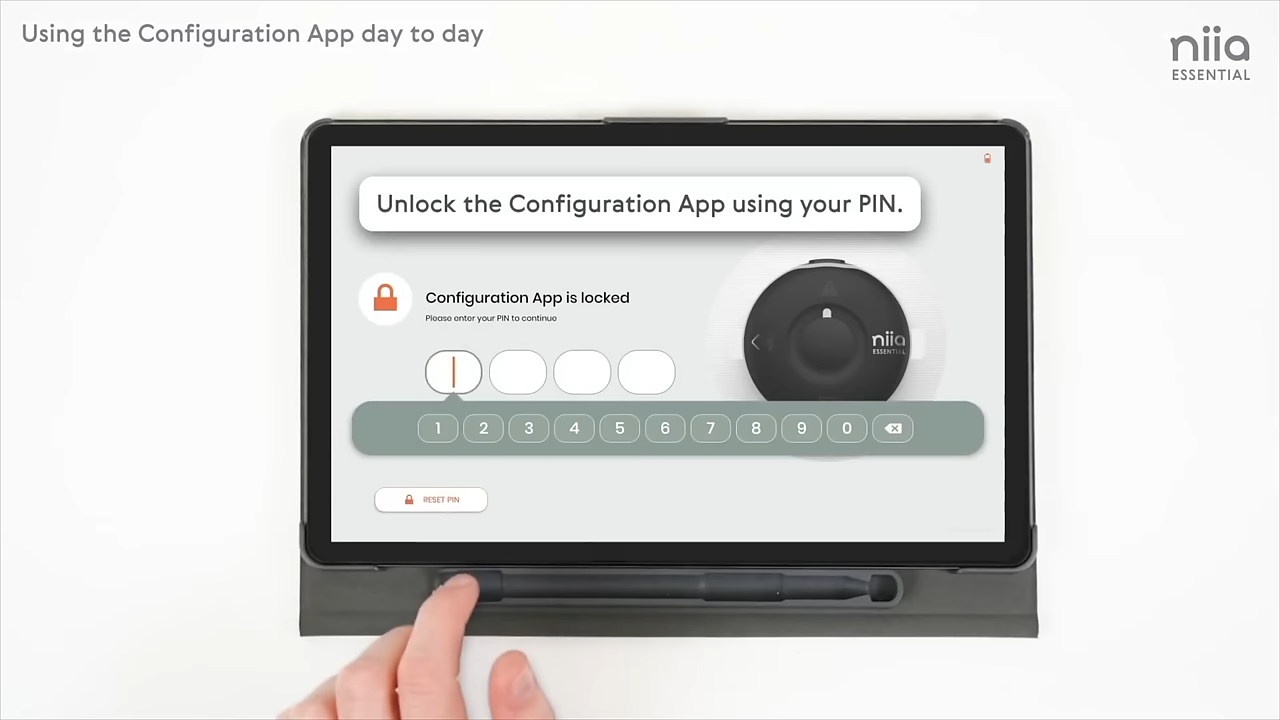 Using the Configuration App day to day
niia
ESSENTIAL
Unlock the Configuration App using your PIN.
Configuration App is locked
Please enter your PIN to continue
niia
ESSENTIAL
1 2 3 4 5 6 7 8 9 0
RESET PIN